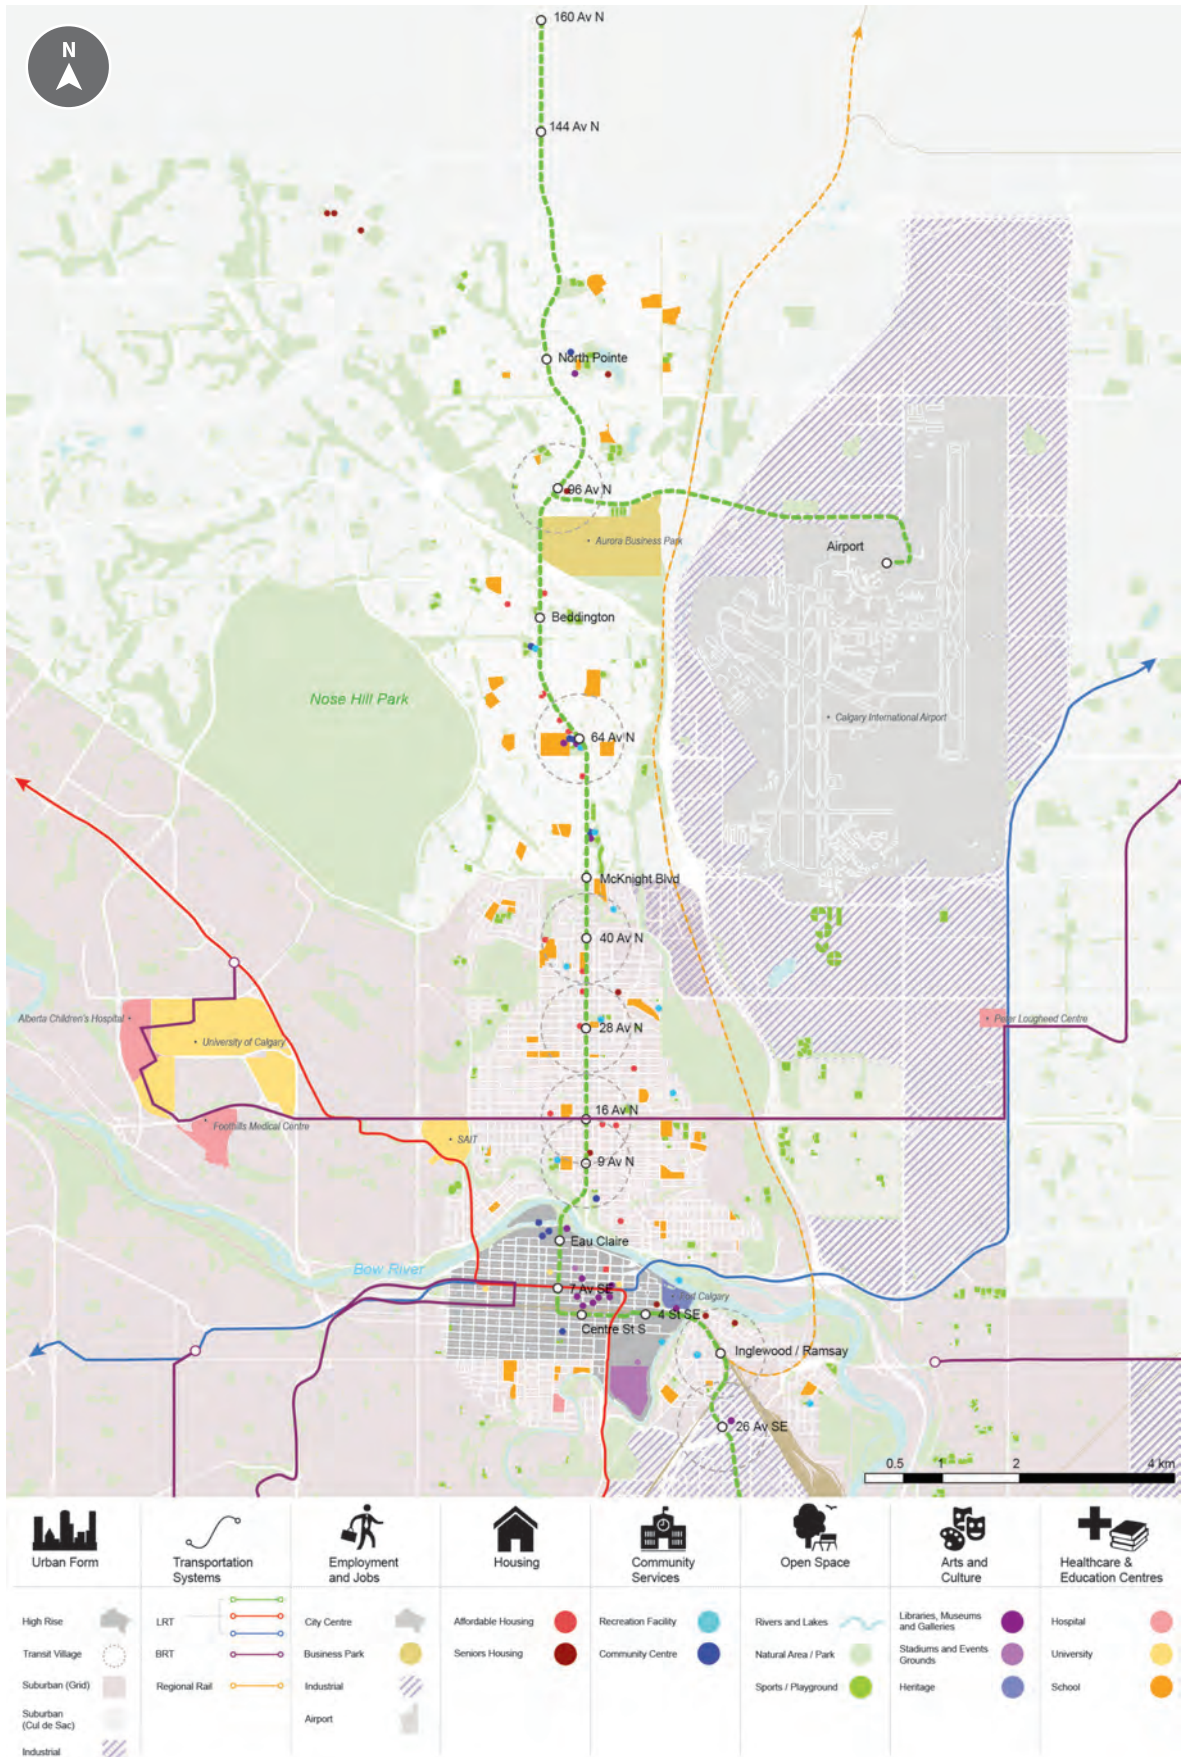 N
160 Av N
144 Av N
North Pointe
96 Av N
Aurora Business Park
Airport
Beddington
Nose Hill Park
64 Av N
Calgary International Airport
McKnight Blvd
40 Av N
Alberta Children's Hospital
University of Calgary
28 Av N
Peter Lougheed Centre
16 Av N
Foothills Medical Centre
SAIT
9 Av N
Eau Claire
Bow River
7 Av SE
Fort Calgary
Centre St S
4 St SE
Inglewood / Ramsay
26 Av SE
0.5 1 2 4 km
Urban Form
High Rise
Transit Village
Suburban (Grid)
Suburban
(Cul de Sac)
Industrial
Transportation
Systems
LRT
BRT
Regional Rail
Employment
and Jobs
City Centre
Business Park
Industrial
Airport
Housing
Affordable Housing
Seniors Housing
Community
Services
Recreation Facility
Community Centre
Open Space
Rivers and Lakes
Natural Area / Park
Sports / Playground
Arts and
Culture
Libraries, Museums
and Galleries
Stadiums and Events
Grounds
Heritage
Healthcare &
Education Centres
Hospital
University
School